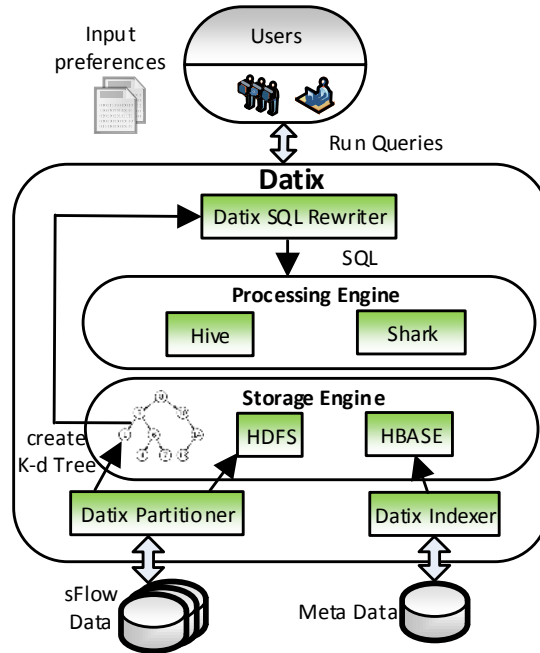 Input
preferences
Users
Run Queries
Datix
Datix SQL Rewriter
SQL
Processing Engine
Hive
Shark
Storage Engine
HDFS
HBASE
create
K-d Tree
Datix Partitioner
Datix Indexer
sFlow
Data
Meta Data